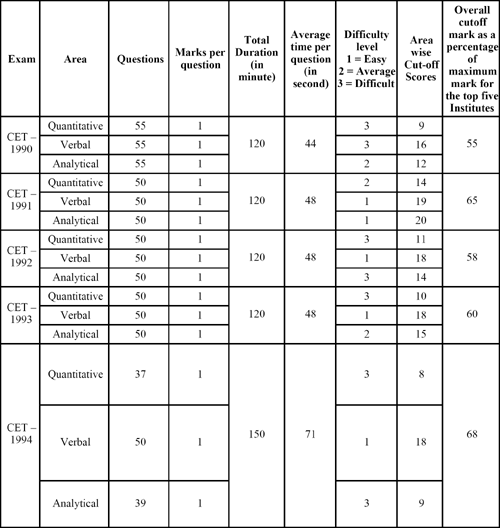 Exam Area Questions Marks per question Total Duration (in minute) Average time per question (in second) Difficulty level 1 = Easy 2 = Average 3 = Difficult Area wise Cut-off Scores Overall cutoff mark as a percentage of maximum mark for the top five Institutes
CET – 1990 Quantitative 55 1 120 44 3 9 55
Verbal 55 1 3 16
Analytical 55 1 2 12
CET – 1991 Quantitative 50 1 120 48 2 14 65
Verbal 50 1 1 19
Analytical 50 1 1 20
CET – 1992 Quantitative 50 1 120 48 3 11 58
Verbal 50 1 1 18
Analytical 50 1 3 14
CET – 1993 Quantitative 50 1 120 48 3 10 60
Verbal 50 1 1 18
Analytical 50 1 2 15
CET – 1994 Quantitative 37 1 150 71 3 8 68
Verbal 50 1 1 18
Analytical 39 1 3 9